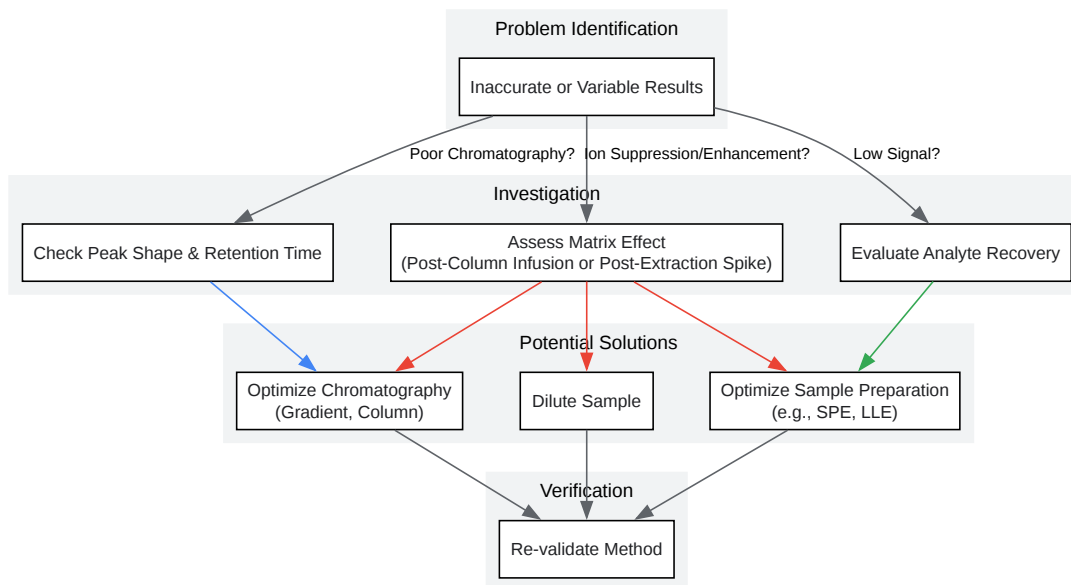 Problem Identification
Inaccurate or Variable Results
Poor Chromatography?
Ion Suppression/Enhancement?
Low Signal?
Investigation
Check Peak Shape & Retention Time
Assess Matrix Effect
(Post-Column Infusion or Post-Extraction Spike)
Evaluate Analyte Recovery
Potential Solutions
Optimize Chromatography
(Gradient, Column)
Dilute Sample
Optimize Sample Preparation
(e.g., SPE, LLE)
Verification
Re-validate Method